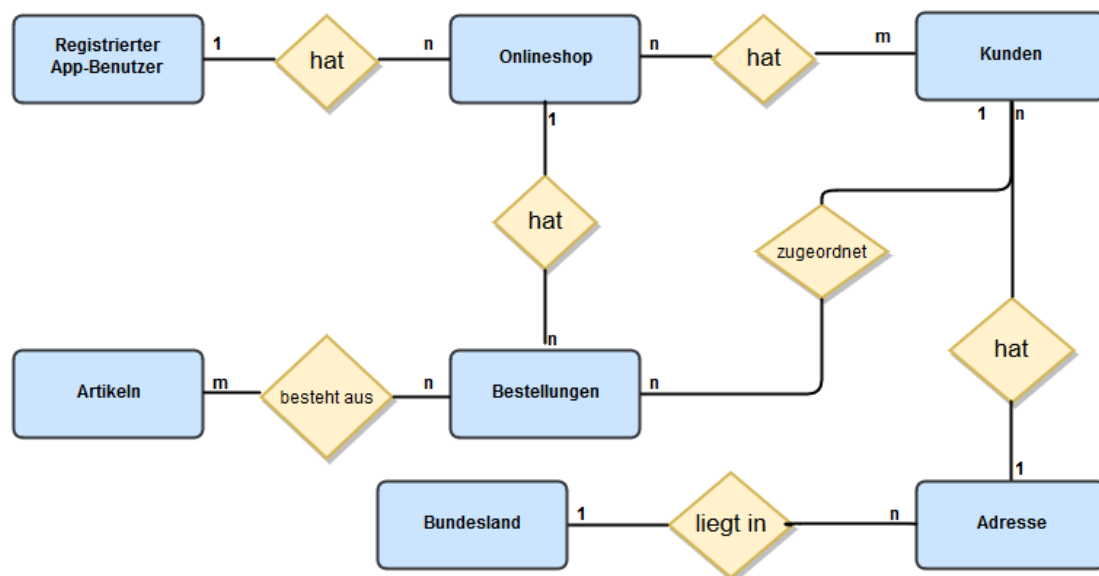 Registrierter
App-Benutzer
1
hat
n
Onlineshop
n
hat
m
Kunden
1
n
1
hat
n
zugeordnet
hat
Artikeln
m
besteht aus
n
Bestellungen
n
1
Bundesland
1
liegt in
n
Adresse